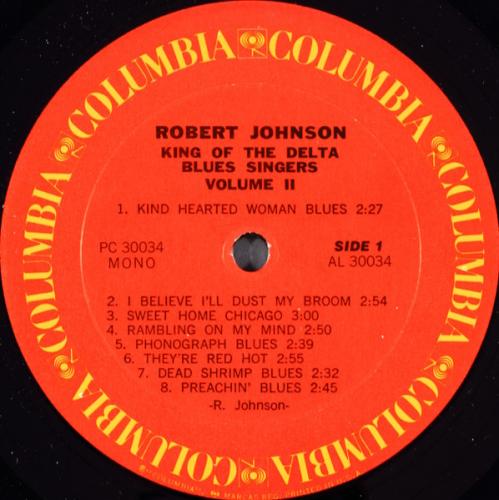 COLUMBIA COLUMBIA COLUMBIA COLUMBIA COLUMBIA COLUMBIA
ROBERT JOHNSON
KING OF THE DELTA
BLUES SINGERS
VOLUME II
1. KIND HEARTED WOMAN BLUES 2:27
PC 30034
MONO
SIDE 1
AL 30034
2. I BELIEVE I'LL DUST MY BROOM 2:54
3. SWEET HOME CHICAGO 3:00
4. RAMBLING ON MY MIND 2:50
5. PHONOGRAPH BLUES 2:39
6. THEY'RE RED HOT 2:55
7. DEAD SHRIMP BLUES 2:32
8. PREACHIN' BLUES 2:45
-R. Johnson-